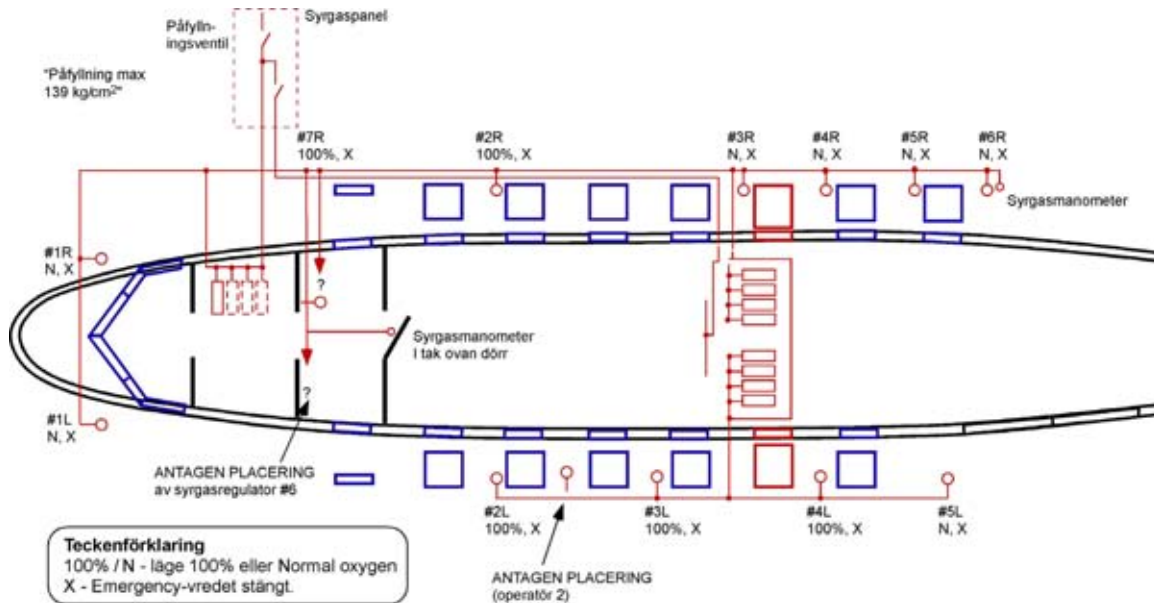 Påfylln-
ingsventil
Syrgaspanel
"Påfyllning max
139 kg/cm²"
#7R
100%, X
#2R
100%, X
#3R
N, X
#4R
N, X
#5R
N, X
#6R
N, X
Syrgasmanometer
#1R
N, X
?
Syrgasmanometer
I tak ovan dörr
?
#1L
N, X
ANTAGEN PLACERING
av syrgasregulator #6
#2L
100%, X
#3L
100%, X
#4L
100%, X
#5L
N, X
ANTAGEN PLACERING
(operatör 2)
Teckenförklaring
100% / N - läge 100% eller Normal oxygen
X - Emergency-vredet stängt.